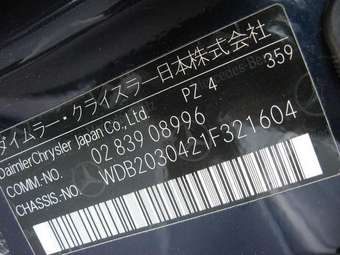 ダイムラー・クライスラー日本株式会社
DaimlerChrysler Japan Co., Ltd. PZ 4 359
COMM.-NO. 02 839 08996
CHASSIS.-NO. WDB2030421F321604